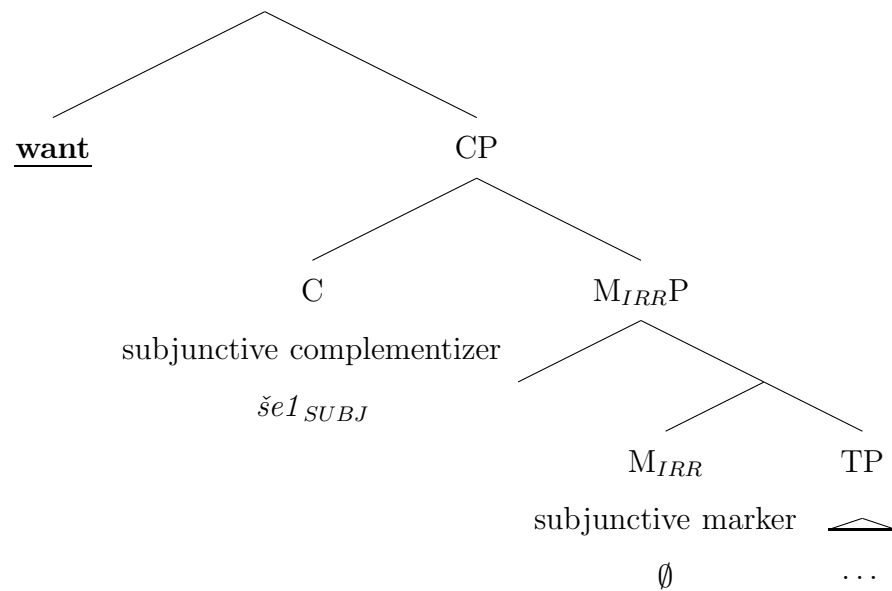 want CP
C M_IRR P
subjunctive complementizer
še1_SUBJ
M_IRR TP
subjunctive marker
∅ ...